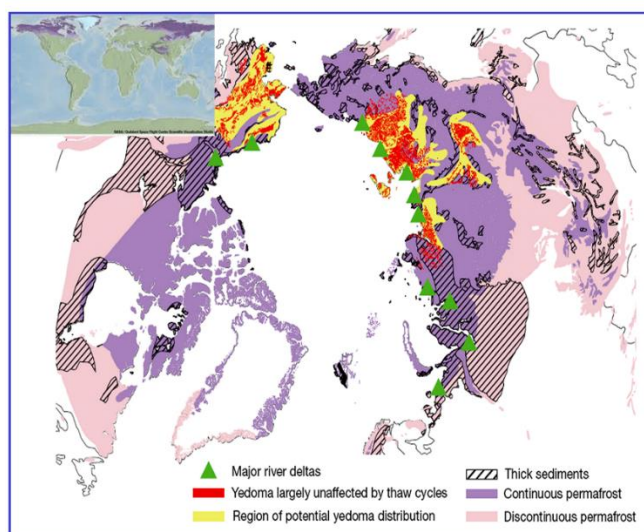 Major river deltas
Yedoma largely unaffected by thaw cycles
Region of potential yedoma distribution
Thick sediments
Continuous permafrost
Discontinuous permafrost